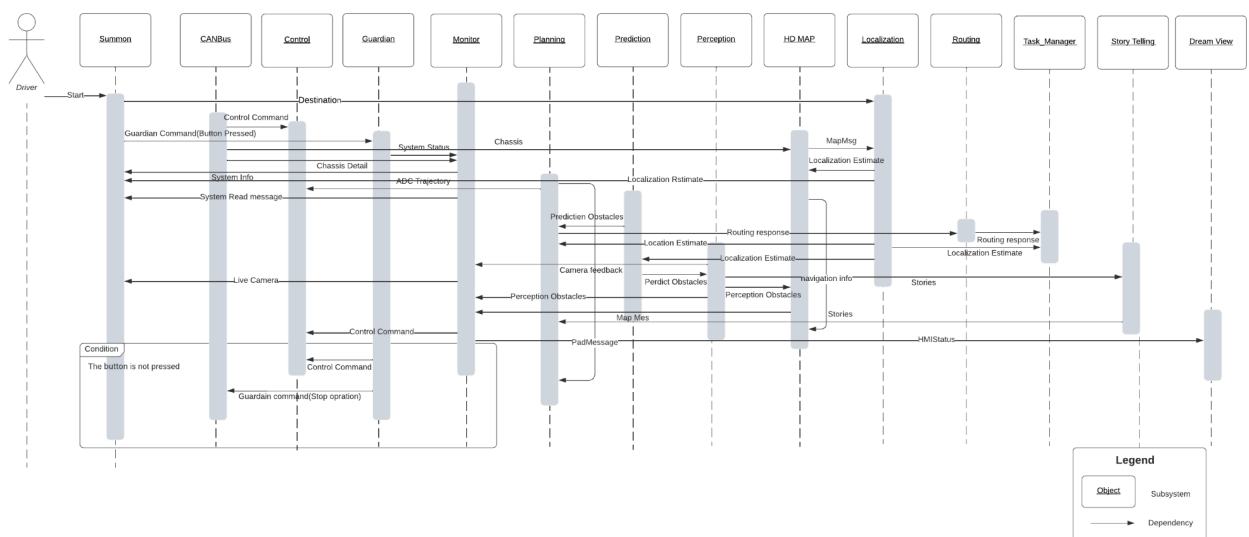 Summon
CANBus
Control
Guardian
Monitor
Planning
Prediction
Perception
HD MAP
Localization
Routing
Task_Manager
Story Telling
Dream View
Driver
Start
Destination
Control Command
Guardian Command(Button Pressed)
Chassis
MapMsg
System Status
Localization Estimate
Chassis Detail
System Info
ADC Trajectory
Localization Rstimate
System Read message
Predictien Obstacles
Routing response
Routing response
Location Estimate
Localization Estimate
Localization Estimate
Camera feedback
Perdict Obstacles
navigation info
Stories
Live Camera
Perception Obstacles
Perception Obstacles
Map Mes
Stories
Control Command
PadMessage
HMIStatus
Condition
The button is not pressed
Control Command
Guardain command(Stop opration)
Legend
Object
Subsystem
Dependency